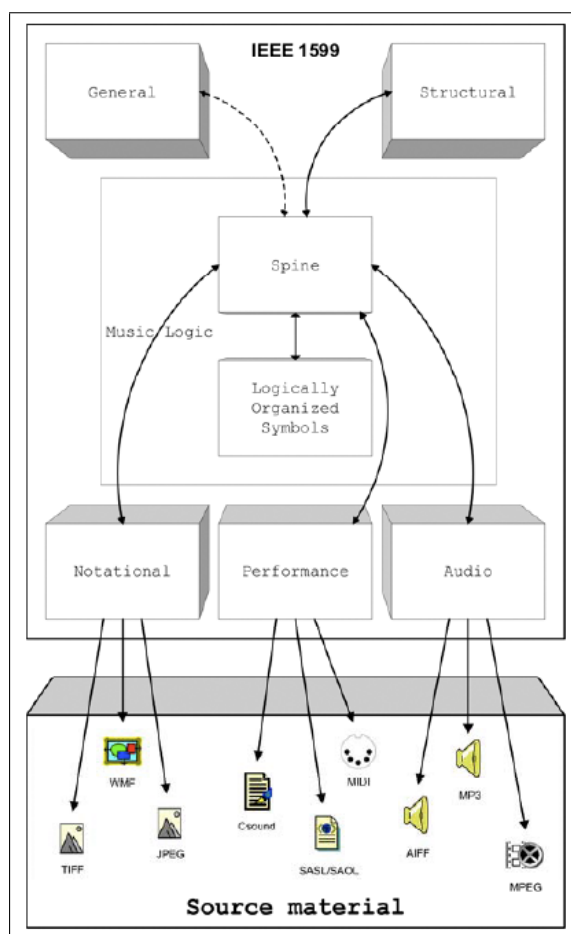 IEEE 1599
General
Structural
Spine
Music Logic
Logically
Organized
Symbols
Notational
Performance
Audio
WMF
MIDI
MP3
Csound
TIFF
JPEG
SASL/SAOL
AIFF
MPEG
Source material